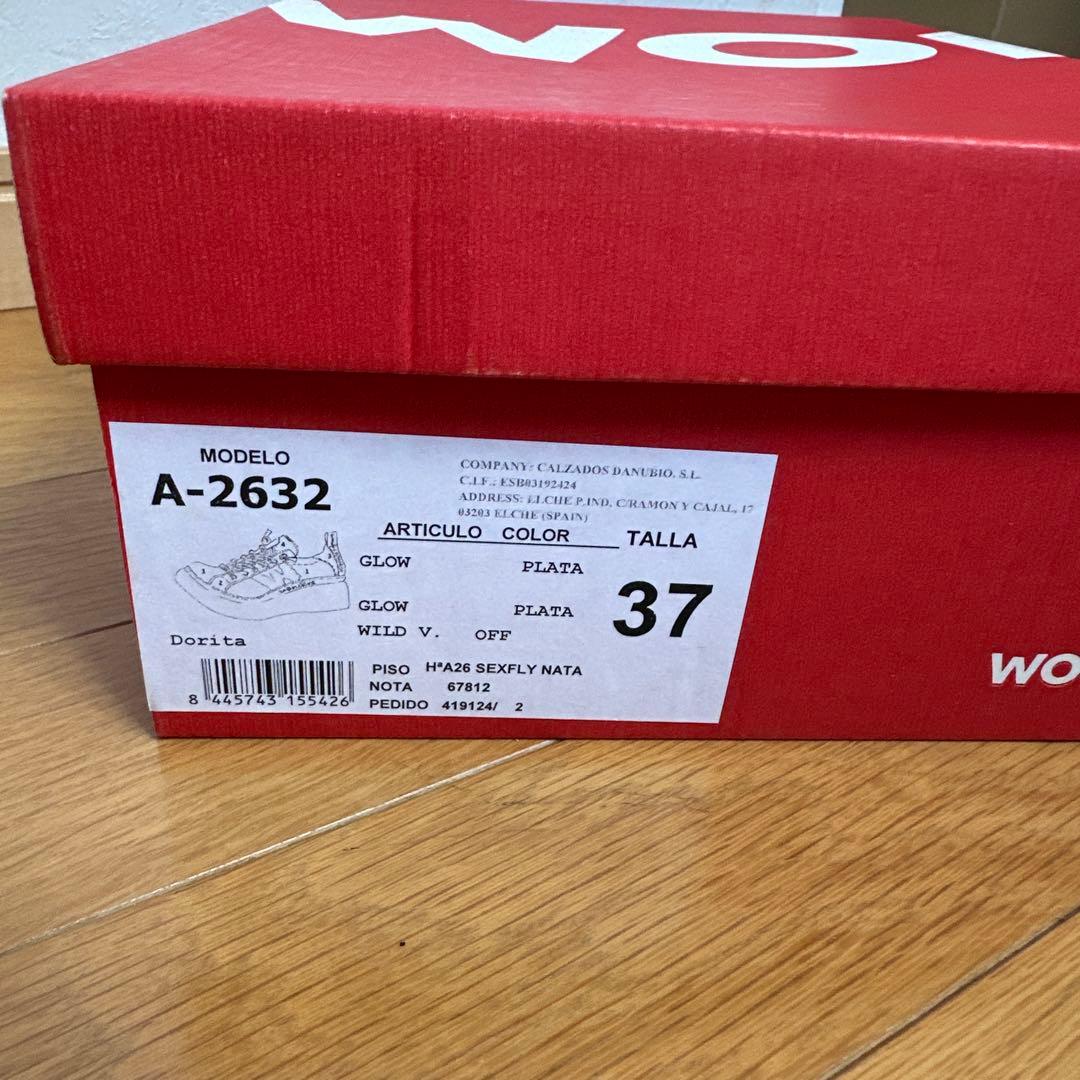 WO
MODELO
A-2632
COMPANY: CALZADOS DANUBIO, S.L.
C.I.F.: ESB03192424
ADDRESS: ELCHE P.IND. C/RAMON Y CAJAL, 17
03203 ELCHE (SPAIN)
ARTICULO COLOR TALLA
GLOW PLATA
37
GLOW PLATA
WILD V. OFF
Dorita
PISO HªA26 SEXFLY NATA
NOTA 67812
PEDIDO 419124/ 2
8 445743 155426
WO